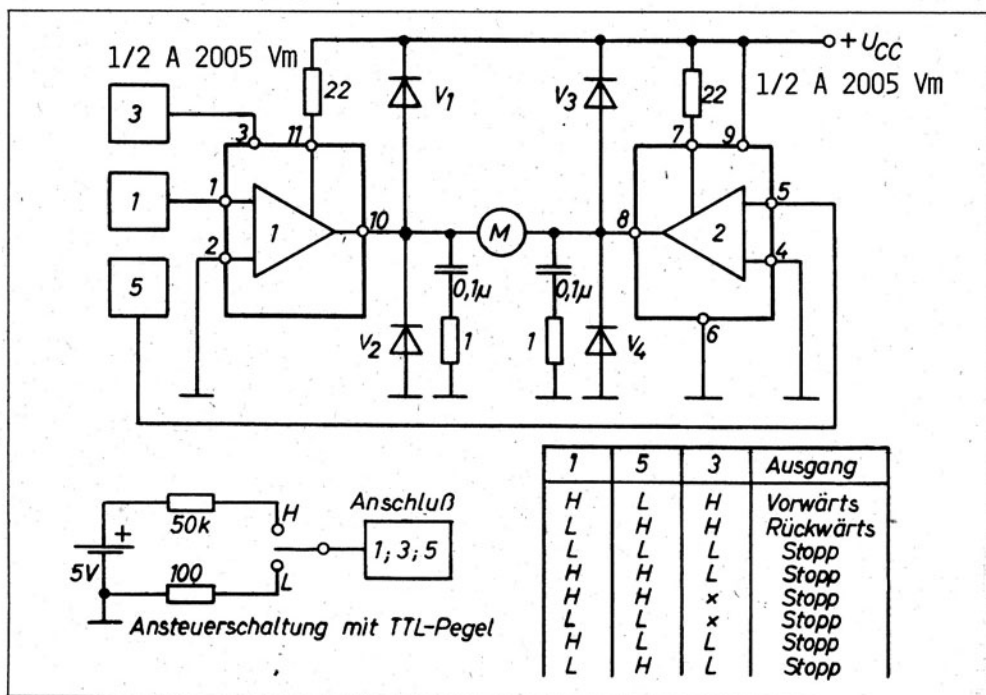 1/2 A 2005 Vm
+ U_CC
1/2 A 2005 Vm
22
V1
V3
22
3
3
11
7
9
1
1
10
M
8
5
1
2
2
4
5
0,1µ
0,1µ
6
V2
1
1
V4
1 5 3 Ausgang
H L H Vorwärts
L H H Rückwärts
L L L Stopp
H H L Stopp
H H x Stopp
L L x Stopp
H L L Stopp
L H L Stopp
50k
H
Anschluß
+
5V
1; 3; 5
100
L
Ansteuerschaltung mit TTL-Pegel